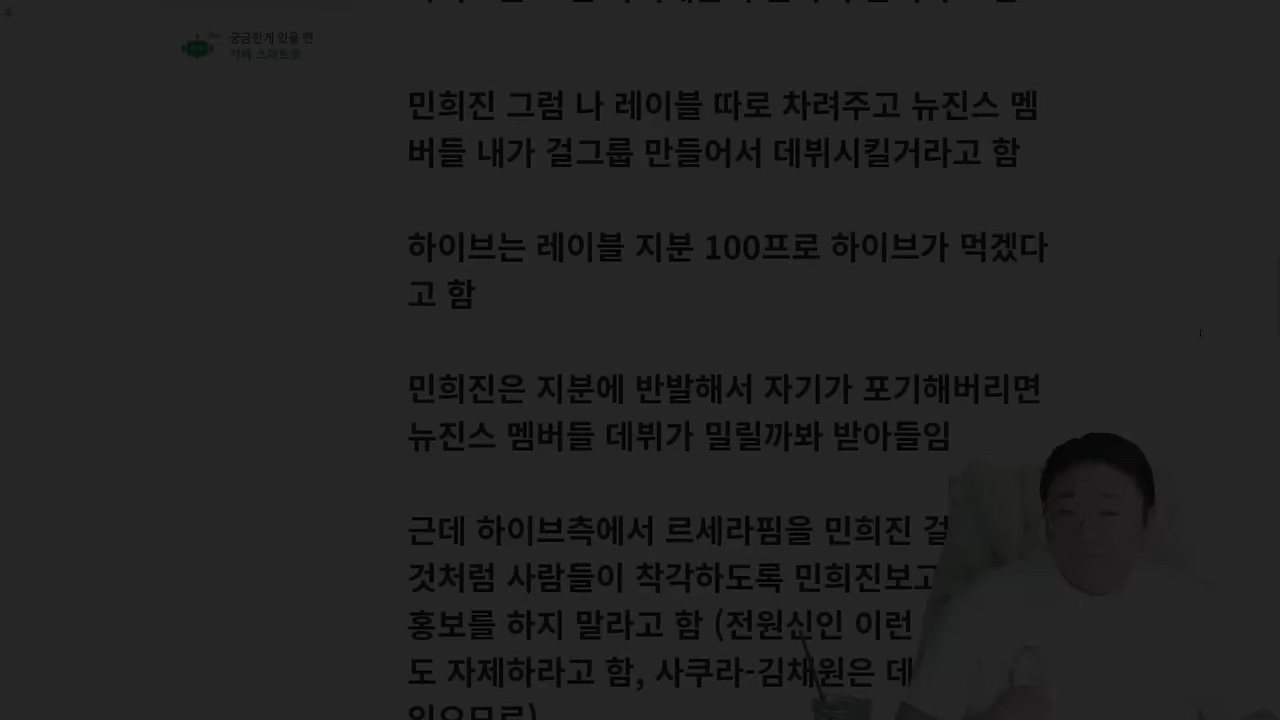 궁금한게 있을 땐
카페 스마트봇
민희진 그럼 나 레이블 따로 차려주고 뉴진스 멤
버들 내가 걸그룹 만들어서 데뷔시킬거라고 함
하이브는 레이블 지분 100프로 하이브가 먹겠다
고 함
민희진은 지분에 반발해서 자기가 포기해버리면
뉴진스 멤버들 데뷔가 밀릴까봐 받아들임
근데 하이브측에서 르세라핌을 민희진 걸
것처럼 사람들이 착각하도록 민희진보고
홍보를 하지 말라고 함 (전원신인 이런
도 자제하라고 함, 사쿠라-김채원은 데